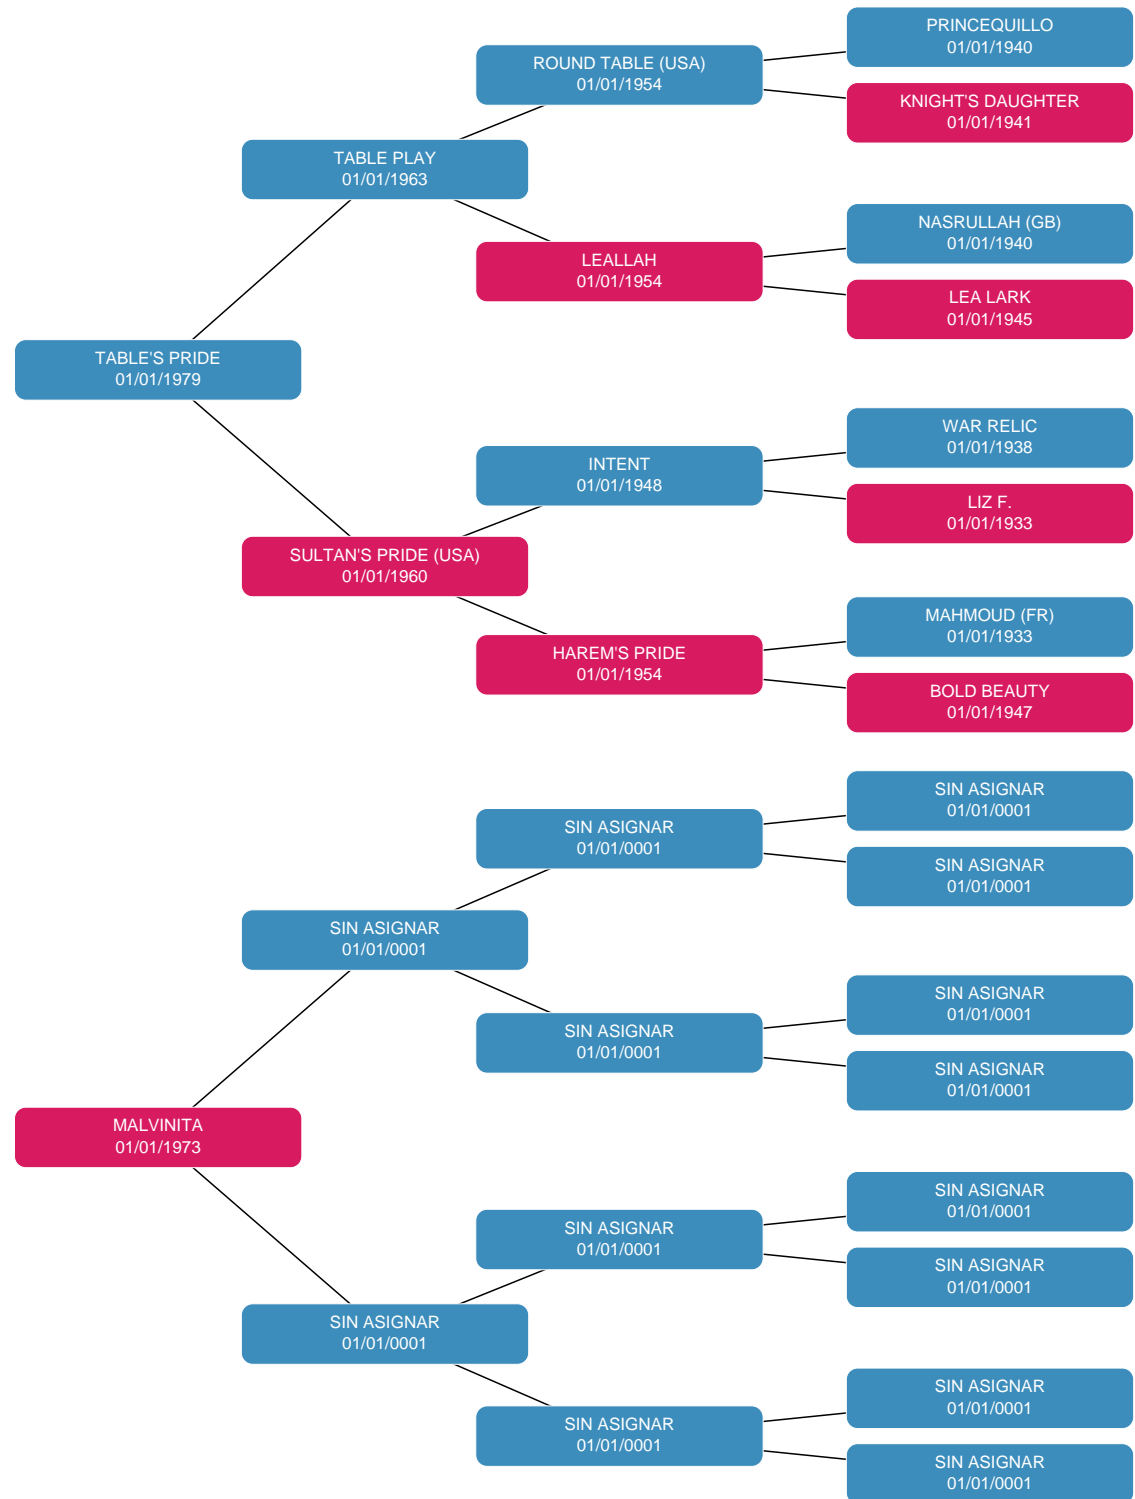 PRINCEQUILLO
01/01/1940
ROUND TABLE (USA)
01/01/1954
KNIGHT'S DAUGHTER
01/01/1941
TABLE PLAY
01/01/1963
NASRULLAH (GB)
01/01/1940
LEALLAH
01/01/1954
LEA LARK
01/01/1945
TABLE'S PRIDE
01/01/1979
WAR RELIC
01/01/1938
INTENT
01/01/1948
LIZ F.
01/01/1933
SULTAN'S PRIDE (USA)
01/01/1960
MAHMOUD (FR)
01/01/1933
HAREM'S PRIDE
01/01/1954
BOLD BEAUTY
01/01/1947
SIN ASIGNAR
01/01/0001
SIN ASIGNAR
01/01/0001
SIN ASIGNAR
01/01/0001
SIN ASIGNAR
01/01/0001
SIN ASIGNAR
01/01/0001
SIN ASIGNAR
01/01/0001
SIN ASIGNAR
01/01/0001
MALVINITA
01/01/1973
SIN ASIGNAR
01/01/0001
SIN ASIGNAR
01/01/0001
SIN ASIGNAR
01/01/0001
SIN ASIGNAR
01/01/0001
SIN ASIGNAR
01/01/0001
SIN ASIGNAR
01/01/0001
SIN ASIGNAR
01/01/0001